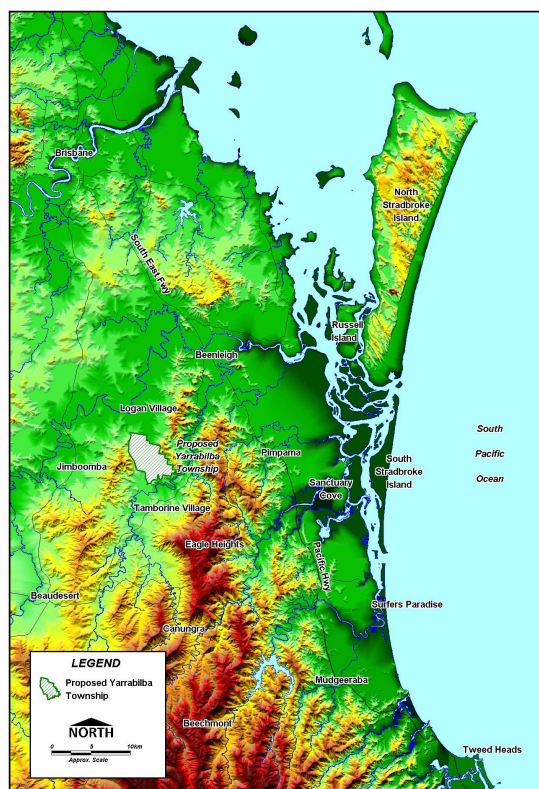 Brisbane
North
Stradbroke
Island
South East Fwy
Russell
Island
Beenleigh
Logan Village
Proposed
Yarrabilba
Township
Pimpama
South
Pacific
Ocean
Jimboomba
South
Stradbroke
Island
Sanctuary
Cove
Tamborine Village
Eagle Heights
Pacific Hwy
Beaudesert
Surfers Paradise
Canungra
Mudgeeraba
Beechmont
Tweed Heads
LEGEND
Proposed Yarrabilba
Township
NORTH
0 5 10km
Approx. Scale